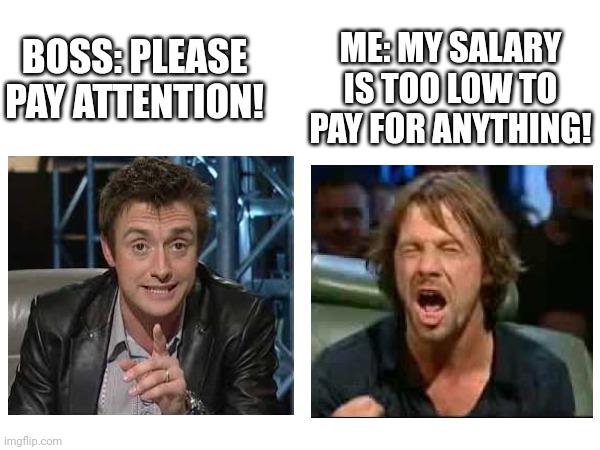 BOSS: PLEASE
PAY ATTENTION!
ME: MY SALARY
IS TOO LOW TO
PAY FOR ANYTHING!
imgflip.com